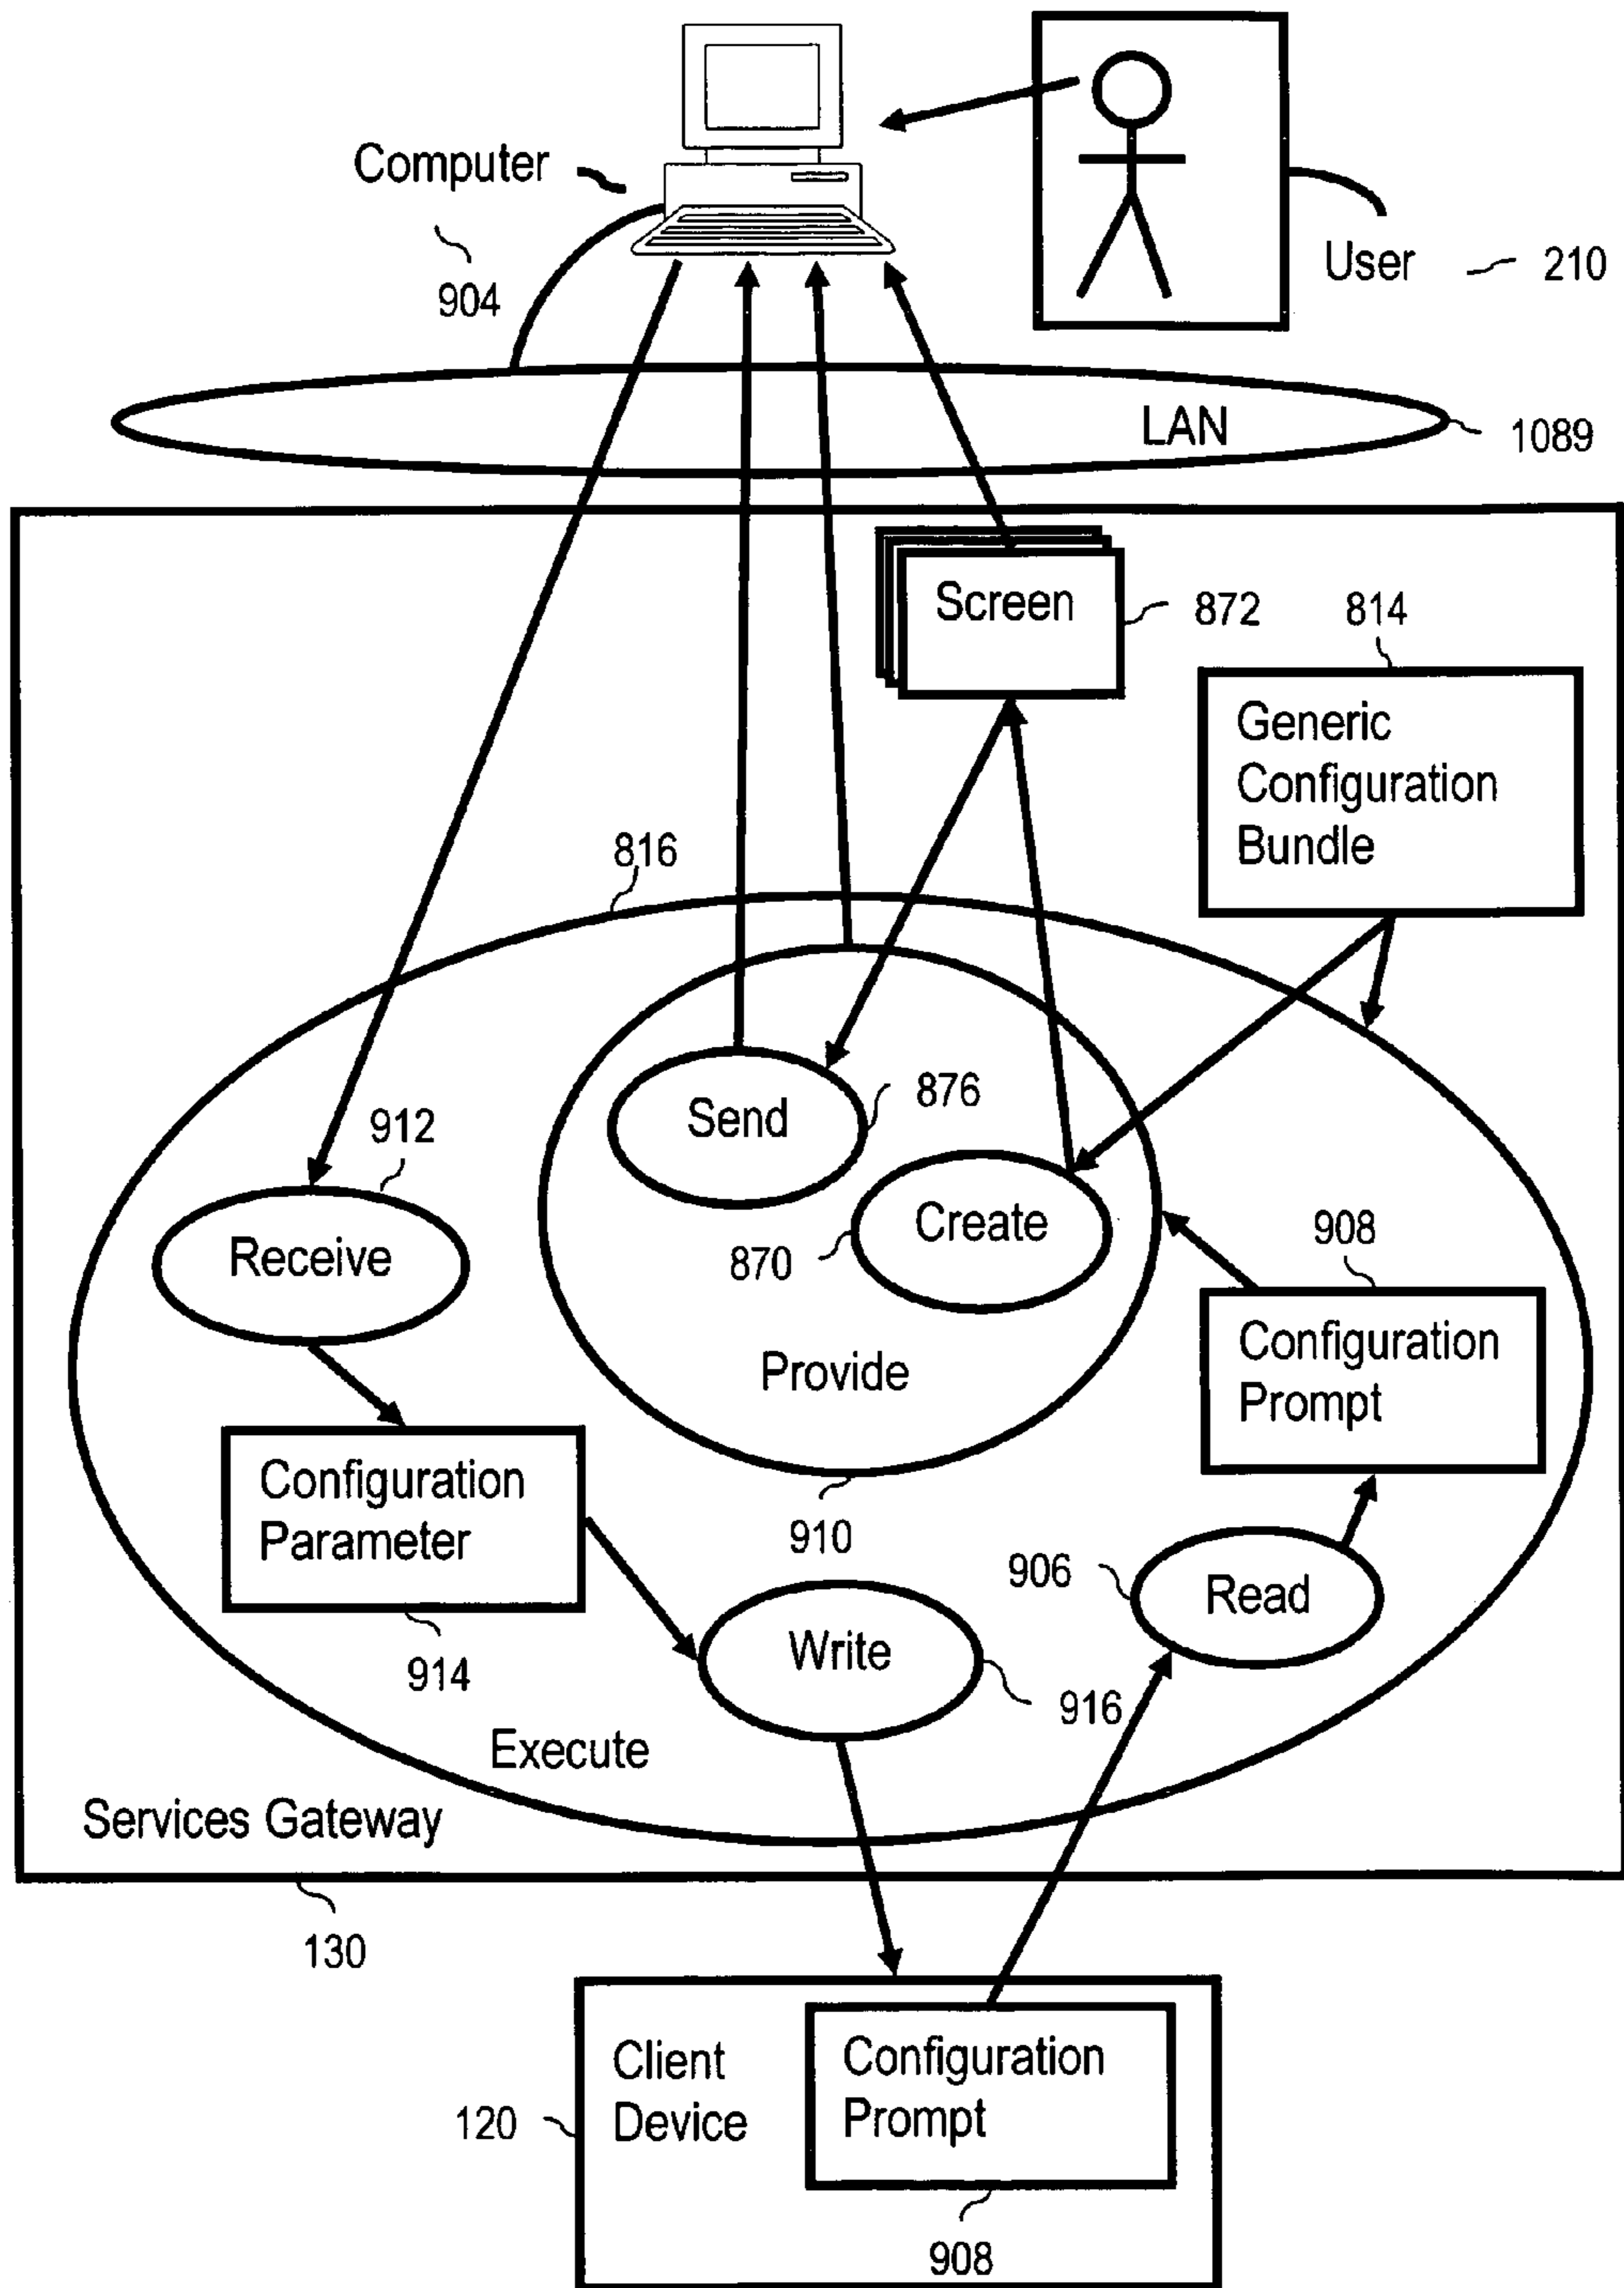 Computer
904
User
210
LAN
1089
Screen
872
814
Generic
Configuration
Bundle
816
Send
876
912
Receive
Create
870
908
Provide
Configuration
Prompt
Configuration
Parameter
910
906
Read
914
Write
916
Execute
Services Gateway
130
Client
Device
Configuration
Prompt
120
908